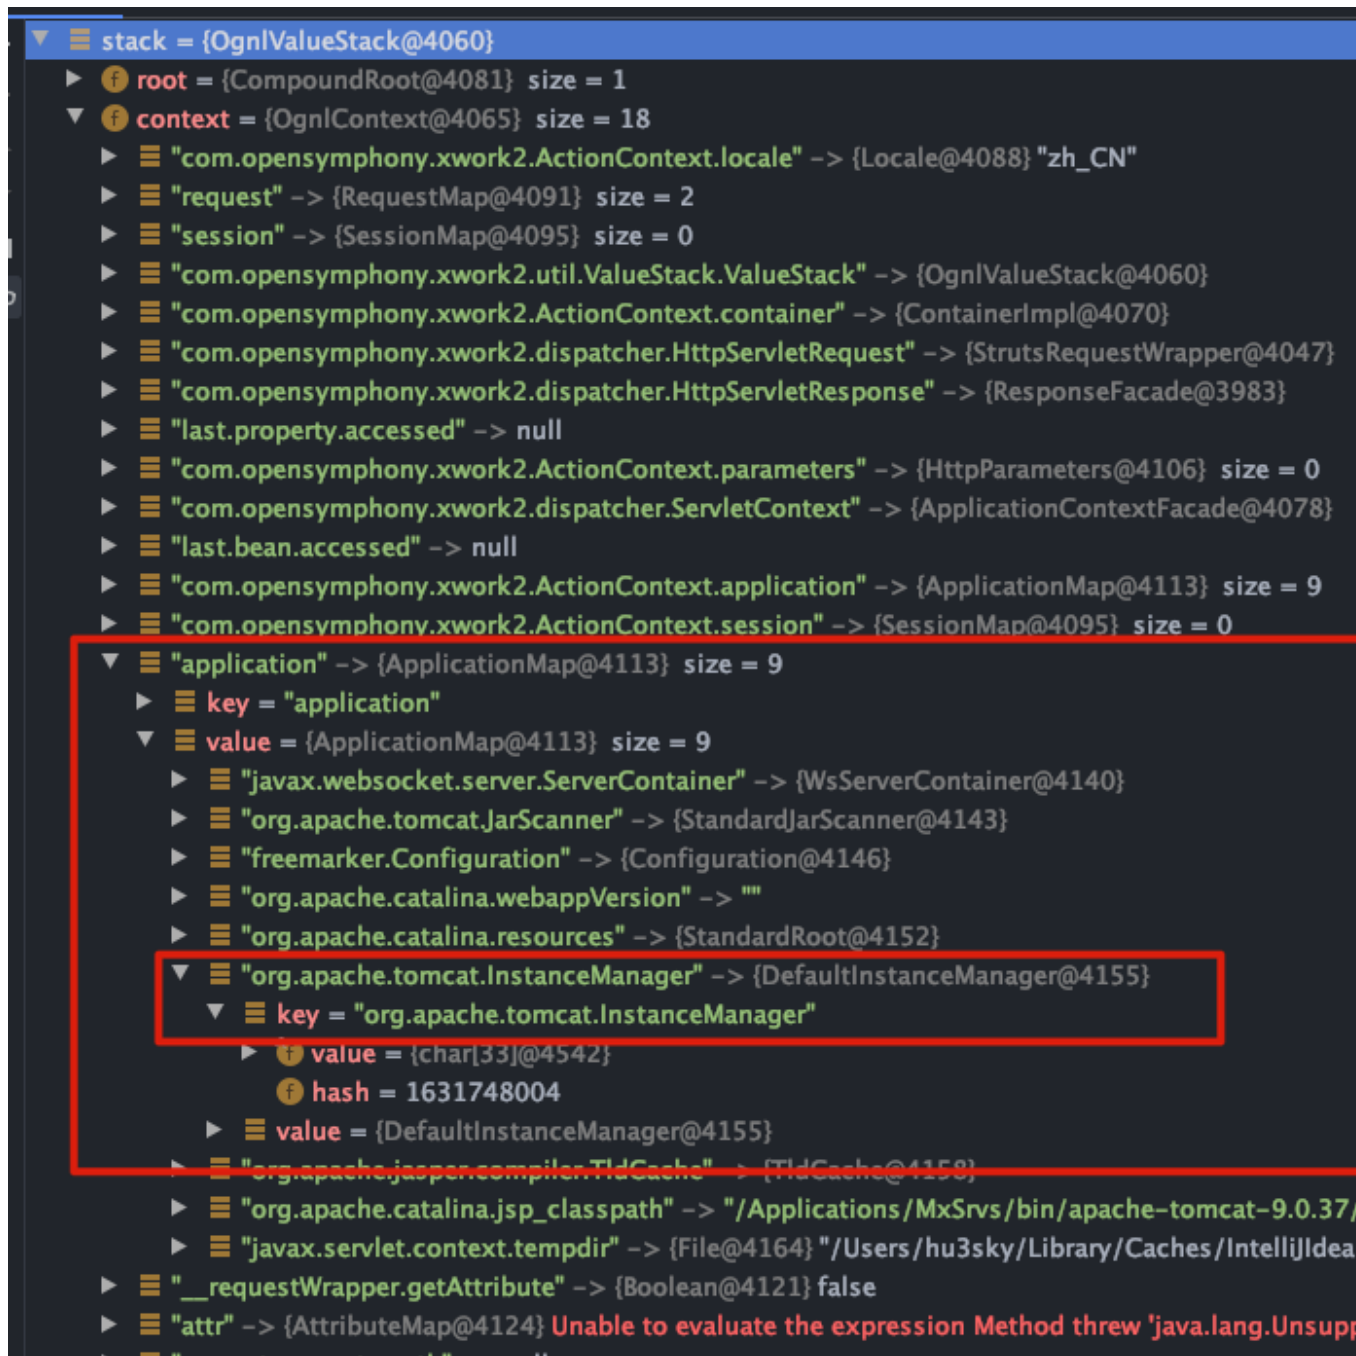 stack = {OgnlValueStack@4060}
root = {CompoundRoot@4081} size = 1
context = {OgnlContext@4065} size = 18
"com.opensymphony.xwork2.ActionContext.locale" -> {Locale@4088} "zh_CN"
"request" -> {RequestMap@4091} size = 2
"session" -> {SessionMap@4095} size = 0
"com.opensymphony.xwork2.util.ValueStack.ValueStack" -> {OgnlValueStack@4060}
"com.opensymphony.xwork2.ActionContext.container" -> {ContainerImpl@4070}
"com.opensymphony.xwork2.dispatcher.HttpServletRequest" -> {StrutsRequestWrapper@4047}
"com.opensymphony.xwork2.dispatcher.HttpServletResponse" -> {ResponseFacade@3983}
"last.property.accessed" -> null
"com.opensymphony.xwork2.ActionContext.parameters" -> {HttpParameters@4106} size = 0
"com.opensymphony.xwork2.dispatcher.ServletContext" -> {ApplicationContextFacade@4078}
"last.bean.accessed" -> null
"com.opensymphony.xwork2.ActionContext.application" -> {ApplicationMap@4113} size = 9
"com.opensymphony.xwork2.ActionContext.session" -> {SessionMap@4095} size = 0
"application" -> {ApplicationMap@4113} size = 9
key = "application"
value = {ApplicationMap@4113} size = 9
"javax.websocket.server.ServerContainer" -> {WsServerContainer@4140}
"org.apache.tomcat.JarScanner" -> {StandardJarScanner@4143}
"freemarker.Configuration" -> {Configuration@4146}
"org.apache.catalina.webappVersion" -> ""
"org.apache.catalina.resources" -> {StandardRoot@4152}
"org.apache.tomcat.InstanceManager" -> {DefaultInstanceManager@4155}
key = "org.apache.tomcat.InstanceManager"
value = {char[33]@4542}
hash = 1631748004
value = {DefaultInstanceManager@4155}
"org.apache.jasper.compiler.TldCache" -> {TldCache@4158}
"org.apache.catalina.jsp_classpath" -> "/Applications/MxSrvs/bin/apache-tomcat-9.0.37/
"javax.servlet.context.tempdir" -> {File@4164} "/Users/hu3sky/Library/Caches/IntelliJIdea
"__requestWrapper.getAttribute" -> {Boolean@4121} false
"attr" -> {AttributeMap@4124} Unable to evaluate the expression Method threw 'java.lang.Unsupp